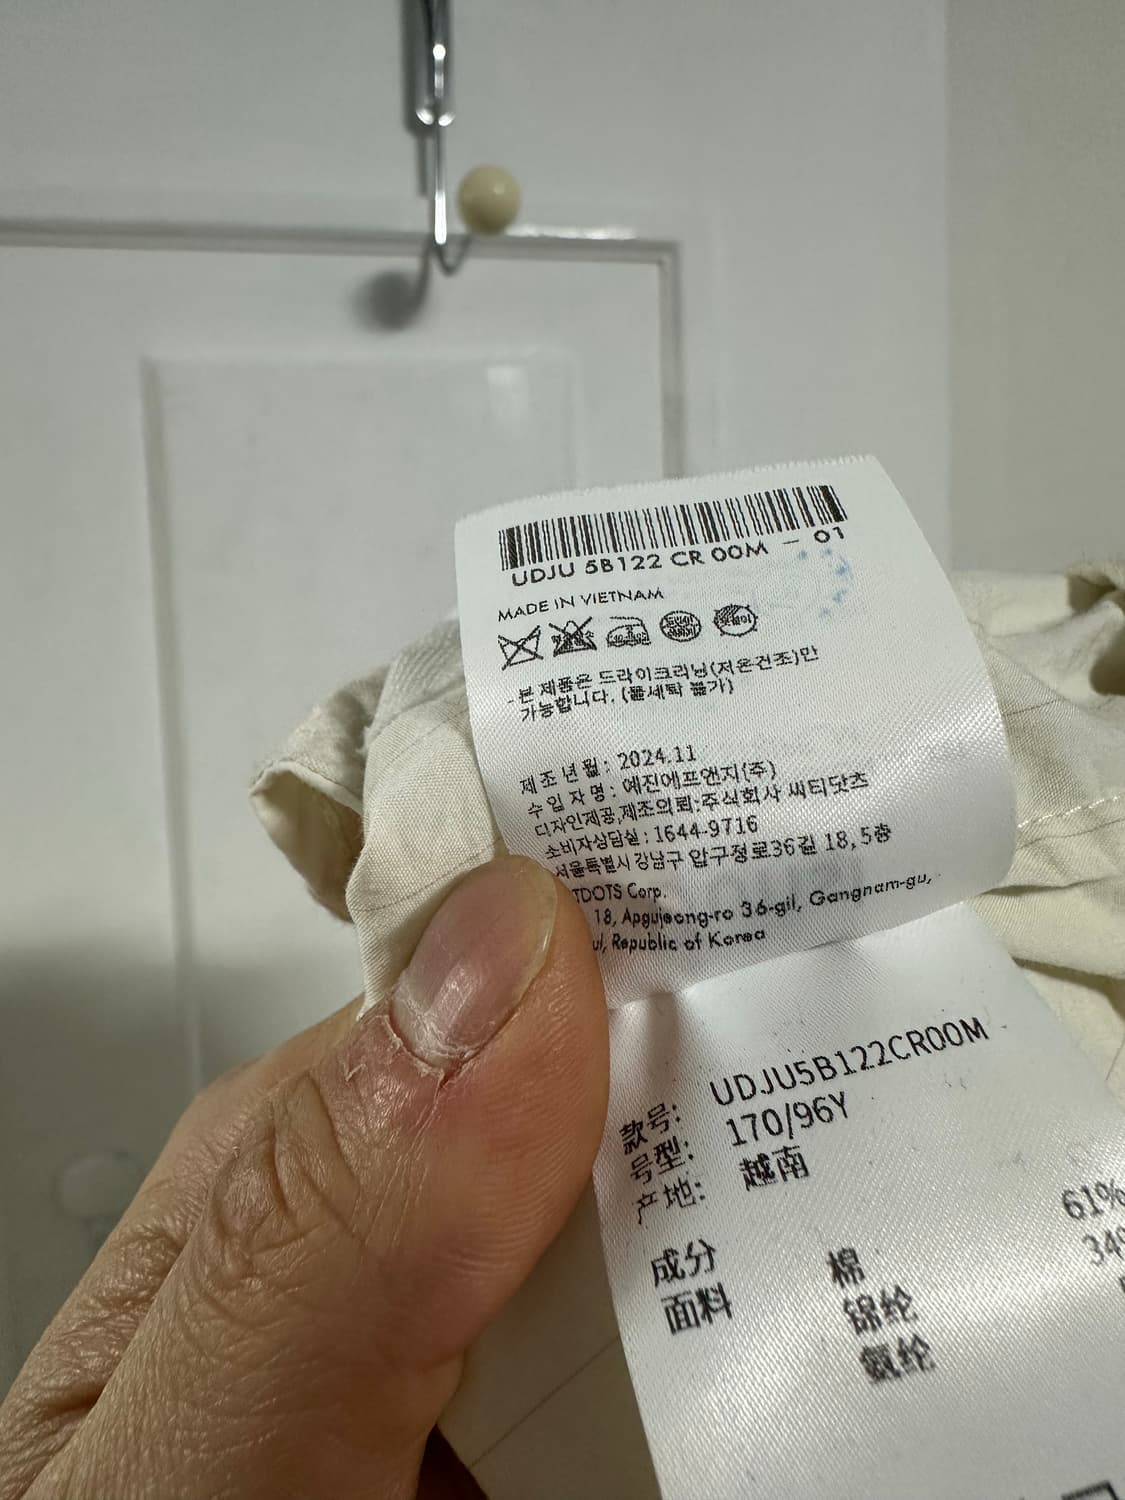 UDJU 5B122 CR 00M - 01
MADE IN VIETNAM
-본 제품은 드라이크리닝(저온건조)만
가능합니다. (물세탁 불가)
제조년월: 2024.11
수입자명: 예진에프앤지(주)
디자인제공,제조의뢰:주식회사 씨티닷츠
소비자상담실: 1644-9716
서울특별시 강남구 압구정로36길 18, 5층
TDOTS Corp.
18, Apgujeong-ro 36-gil, Gangnam-gu,
ul, Republic of Korea
款号: UDJU5B122CR00M
号型: 170/96Y
产地: 越南
成分
面料 棉 61%
锦纶 34%
氨纶